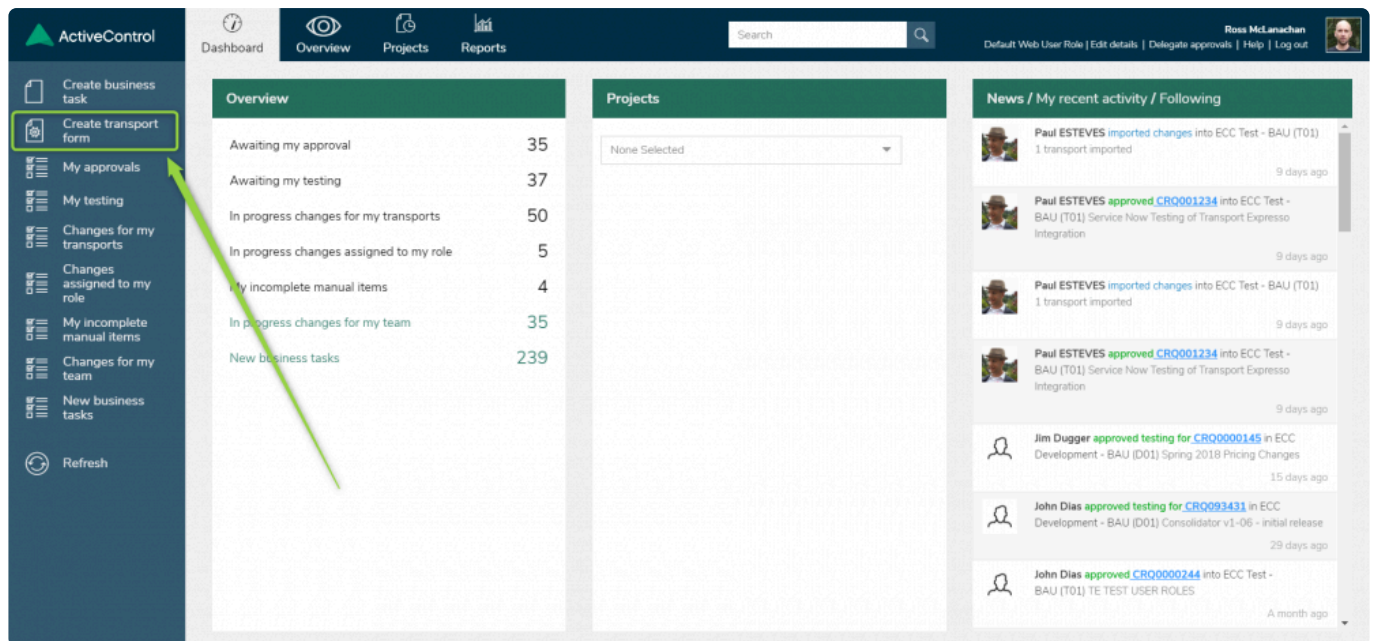 ActiveControl
Dashboard
Overview
Projects
Reports
Search
Ross McLanachan
Default Web User Role | Edit details | Delegate approvals | Help | Log out
Create business
task
Create transport
form
My approvals
My testing
Changes for my
transports
Changes
assigned to my
role
My incomplete
manual items
Changes for my
team
New business
tasks
Refresh
Overview
Awaiting my approval 35
Awaiting my testing 37
In progress changes for my transports 50
In progress changes assigned to my role 5
My incomplete manual items 4
In progress changes for my team 35
New business tasks 239
Projects
None Selected
News / My recent activity / Following
Paul ESTEVES imported changes into ECC Test - BAU (T01)
1 transport imported
9 days ago
Paul ESTEVES approved CRQ001234 into ECC Test -
BAU (T01) Service Now Testing of Transport Expresso
Integration
9 days ago
Paul ESTEVES imported changes into ECC Test - BAU (T01)
1 transport imported
9 days ago
Paul ESTEVES approved CRQ001234 into ECC Test -
BAU (T01) Service Now Testing of Transport Expresso
Integration
9 days ago
Jim Dugger approved testing for CRQ0000145 in ECC
Development - BAU (D01) Spring 2018 Pricing Changes
15 days ago
John Dias approved testing for CRQ093431 in ECC
Development - BAU (D01) Consolidator v1-06 - initial release
29 days ago
John Dias approved CRQ0000244 into ECC Test -
BAU (T01) TE TEST USER ROLES
A month ago